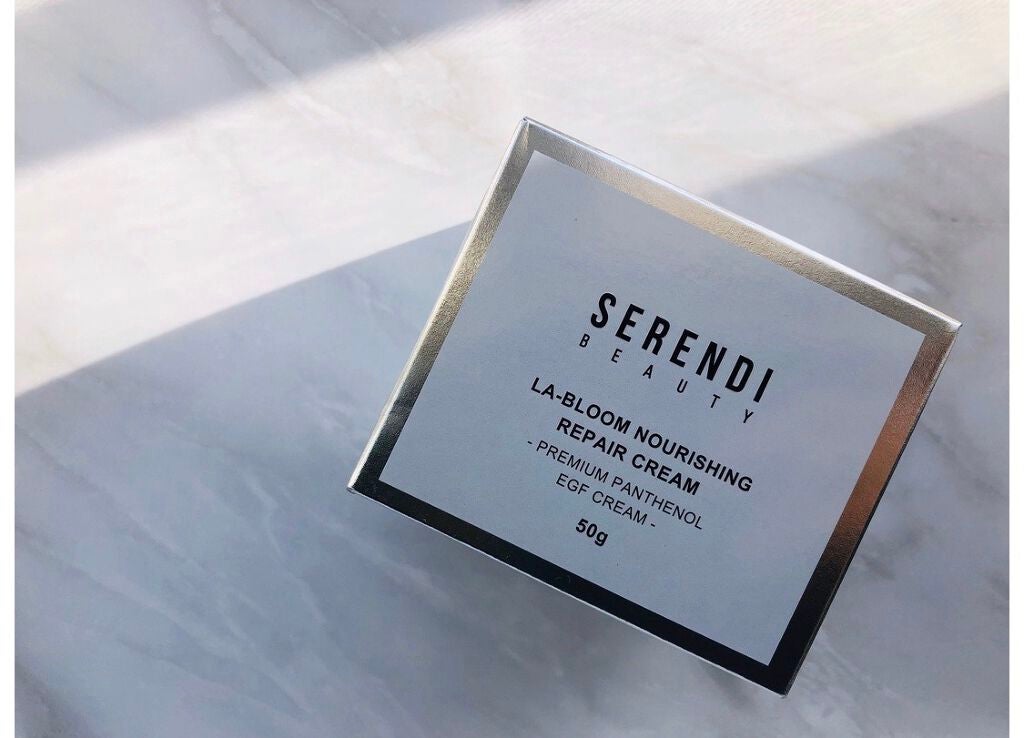 SERENDI
BEAUTY
LA-BLOOM NOURISHING
REPAIR CREAM
- PREMIUM PANTHENOL
EGF CREAM -
50g